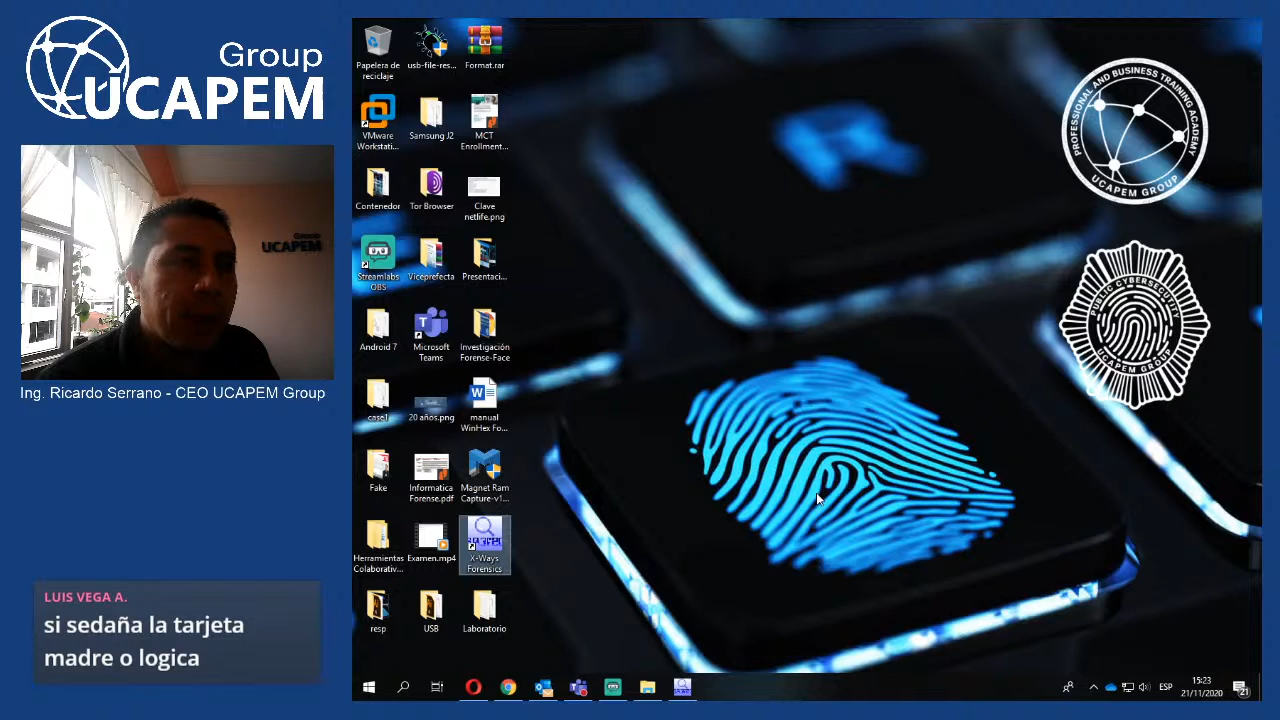 Group
UCAPEM
Grupo
UCAPEM
Ing. Ricardo Serrano - CEO UCAPEM Group
LUIS VEGA A.
si sedaña la tarjeta
madre o logica
Papelera de
reciclaje
usb-file-res...
Format.rar
VMware
Workstati...
Samsung J2
MCT
Enrollment...
Contenedor
Tor Browser
Clave
netlife.png
Streamlabs
OBS
Viceprefecta
Presentaci...
Android 7
Microsoft
Teams
Investigación
Forense-Face
case1
20 años.png
manual
WinHex Fo...
Fake
Informatica
Forense.pdf
Magnet Ram
Capture-v1...
Herramientas
Colaborativ...
Examen.mp4
X-Ways
Forensics
resp
USB
Laboratorio
PROFESSIONAL AND BUSINESS TRAINING ACADEMY
UCAPEM GROUP
PUBLIC CYBERSECUTITY
UCAPEM GROUP
ESP
15:23
21/11/2020
21